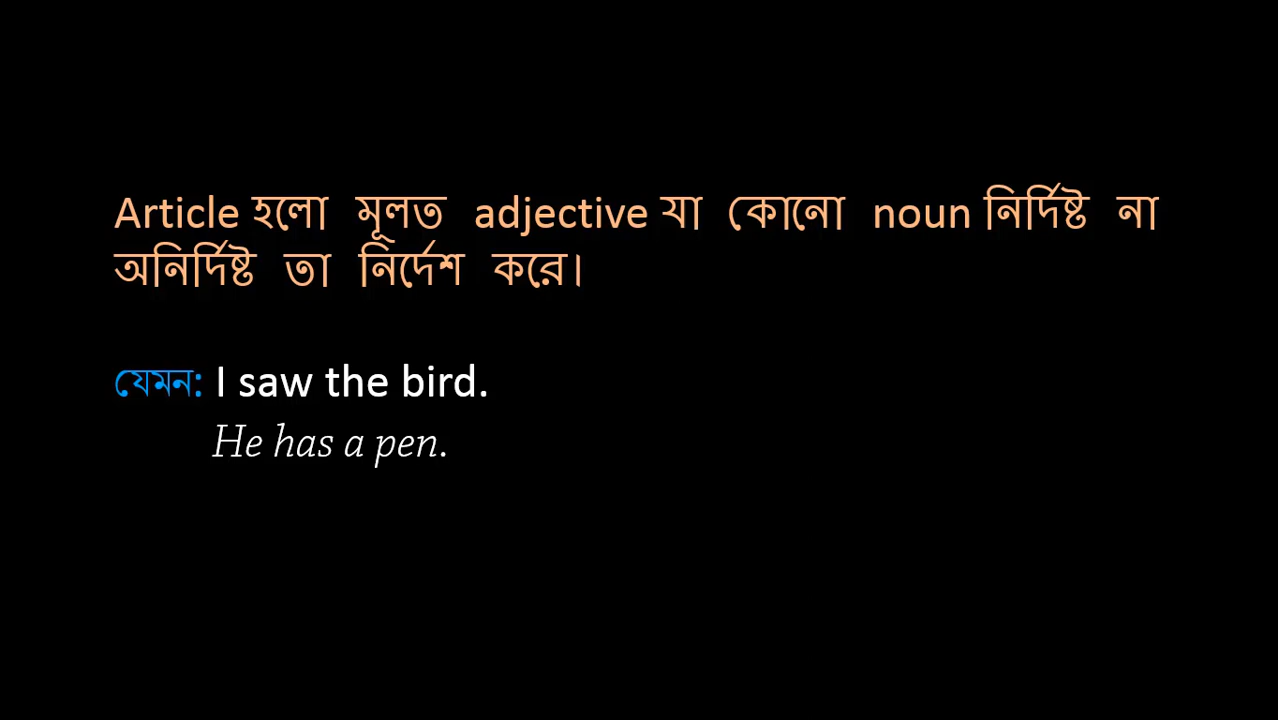 Article হলো মূলত adjective যা কোনো noun নির্দিষ্ট না
অনির্দিষ্ট তা নির্দেশ করে।
যেমন: I saw the bird.
He has a pen.